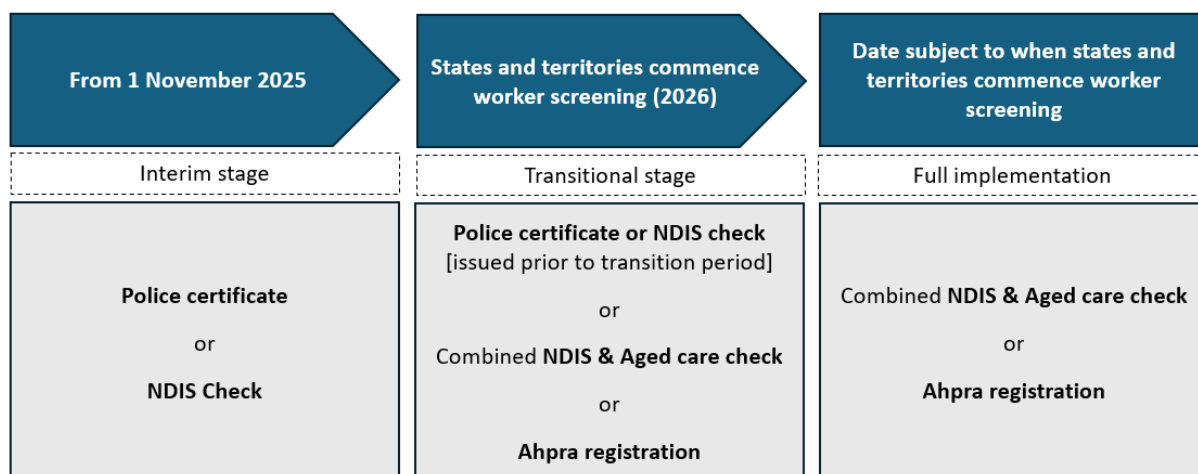 From 1 November 2025
States and territories commence
worker screening (2026)
Date subject to when states and
territories commence worker
screening
Interim stage
Transitional stage
Full implementation
Police certificate
or
NDIS Check
Police certificate or NDIS check
[issued prior to transition period]
or
Combined NDIS & Aged care check
or
Ahpra registration
Combined NDIS & Aged care check
or
Ahpra registration